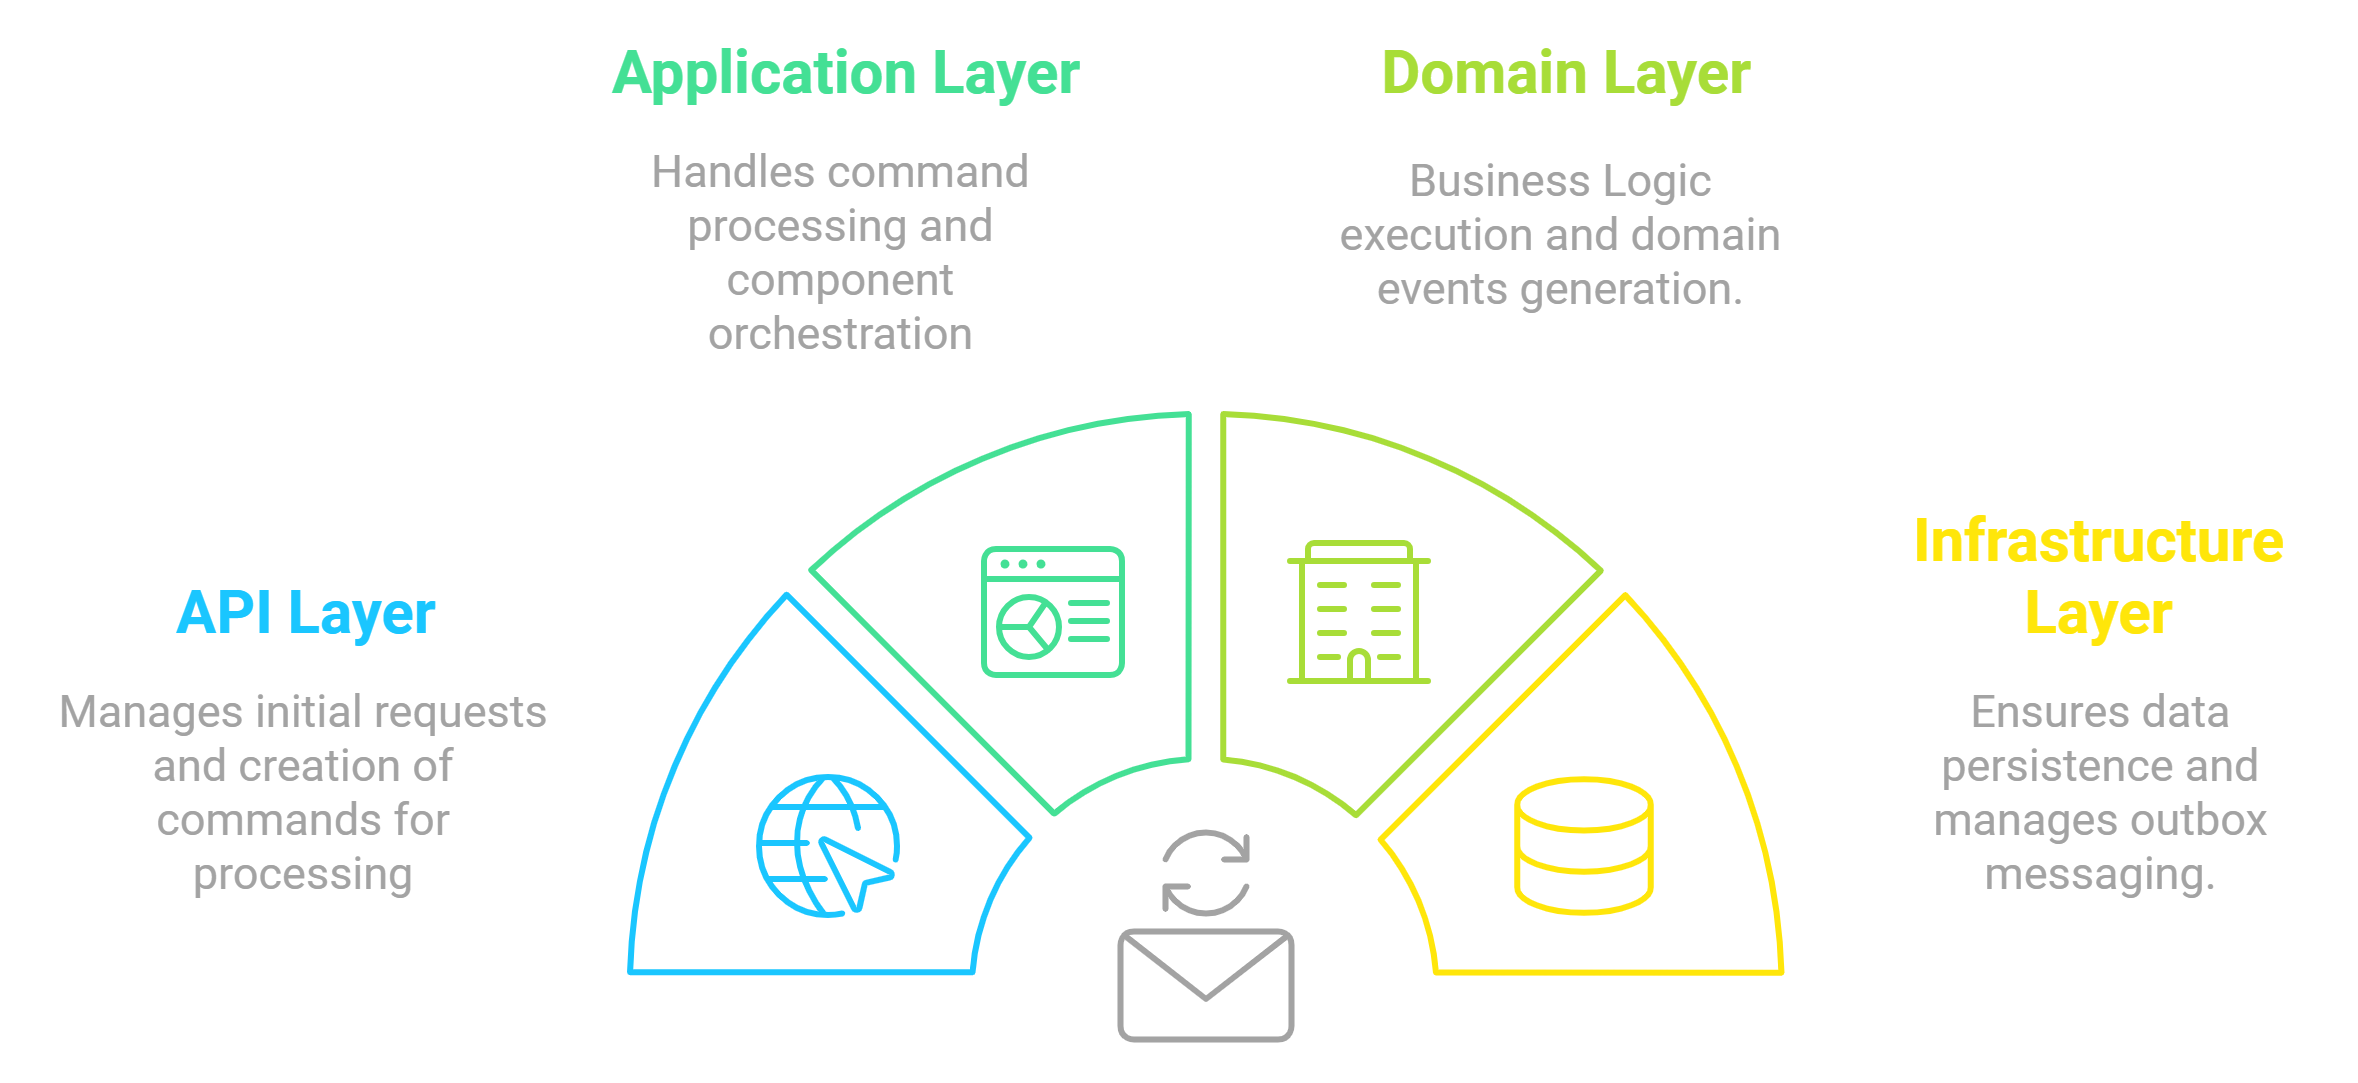 Application Layer
Handles command
processing and
component
orchestration
Domain Layer
Business Logic
execution and domain
events generation.
API Layer
Manages initial requests
and creation of
commands for
processing
Infrastructure
Layer
Ensures data
persistence and
manages outbox
messaging.